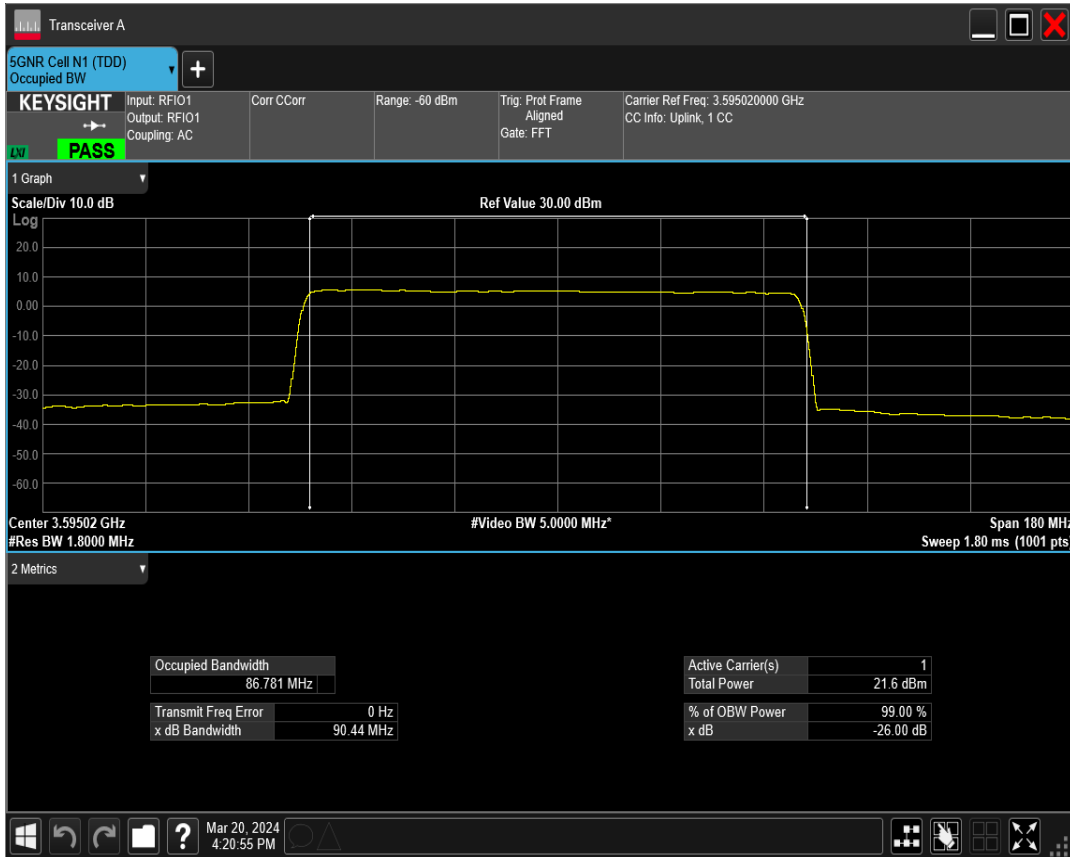 Transceiver A
5GNR Cell N1 (TDD)
Occupied BW
+
KEYSIGHT
LXI
PASS
Input: RFIO1
Output: RFIO1
Coupling: AC
Corr CCorr
Range: -60 dBm
Trig: Prot Frame
Aligned
Gate: FFT
Carrier Ref Freq: 3.595020000 GHz
CC Info: Uplink, 1 CC
1 Graph
Scale/Div 10.0 dB
Ref Value 30.00 dBm
Log
20.0
10.0
0.00
-10.0
-20.0
-30.0
-40.0
-50.0
-60.0
Center 3.59502 GHz
#Video BW 5.0000 MHz*
Span 180 MHz
#Res BW 1.8000 MHz
Sweep 1.80 ms (1001 pts)
2 Metrics
Occupied Bandwidth
86.781 MHz
Transmit Freq Error 0 Hz
x dB Bandwidth 90.44 MHz
Active Carrier(s) 1
Total Power 21.6 dBm
% of OBW Power 99.00 %
x dB -26.00 dB
?
Mar 20, 2024
4:20:55 PM